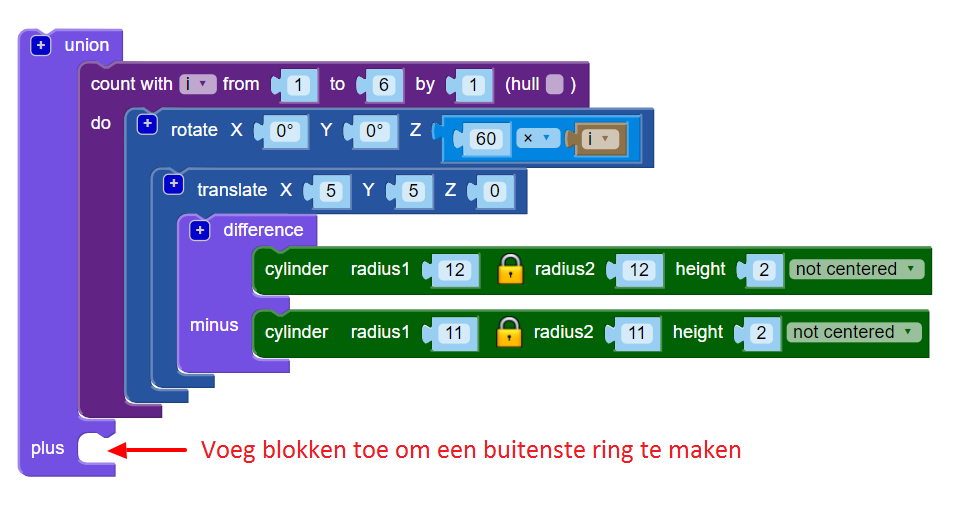 + union
count with i ▾ from 1 to 6 by 1 (hull )
do + rotate X 0° Y 0° Z 60 × ▾ i ▾
+ translate X 5 Y 5 Z 0
+ difference
cylinder radius1 12 radius2 12 height 2 not centered ▾
minus cylinder radius1 11 radius2 11 height 2 not centered ▾
plus Voeg blokken toe om een buitenste ring te maken